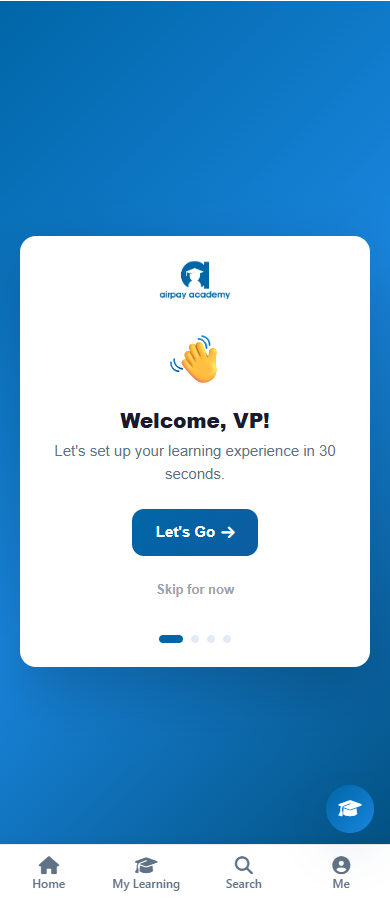 airpay academy
Welcome, VP!
Let's set up your learning experience in 30
seconds.
Let's Go →
Skip for now
Home
My Learning
Search
Me